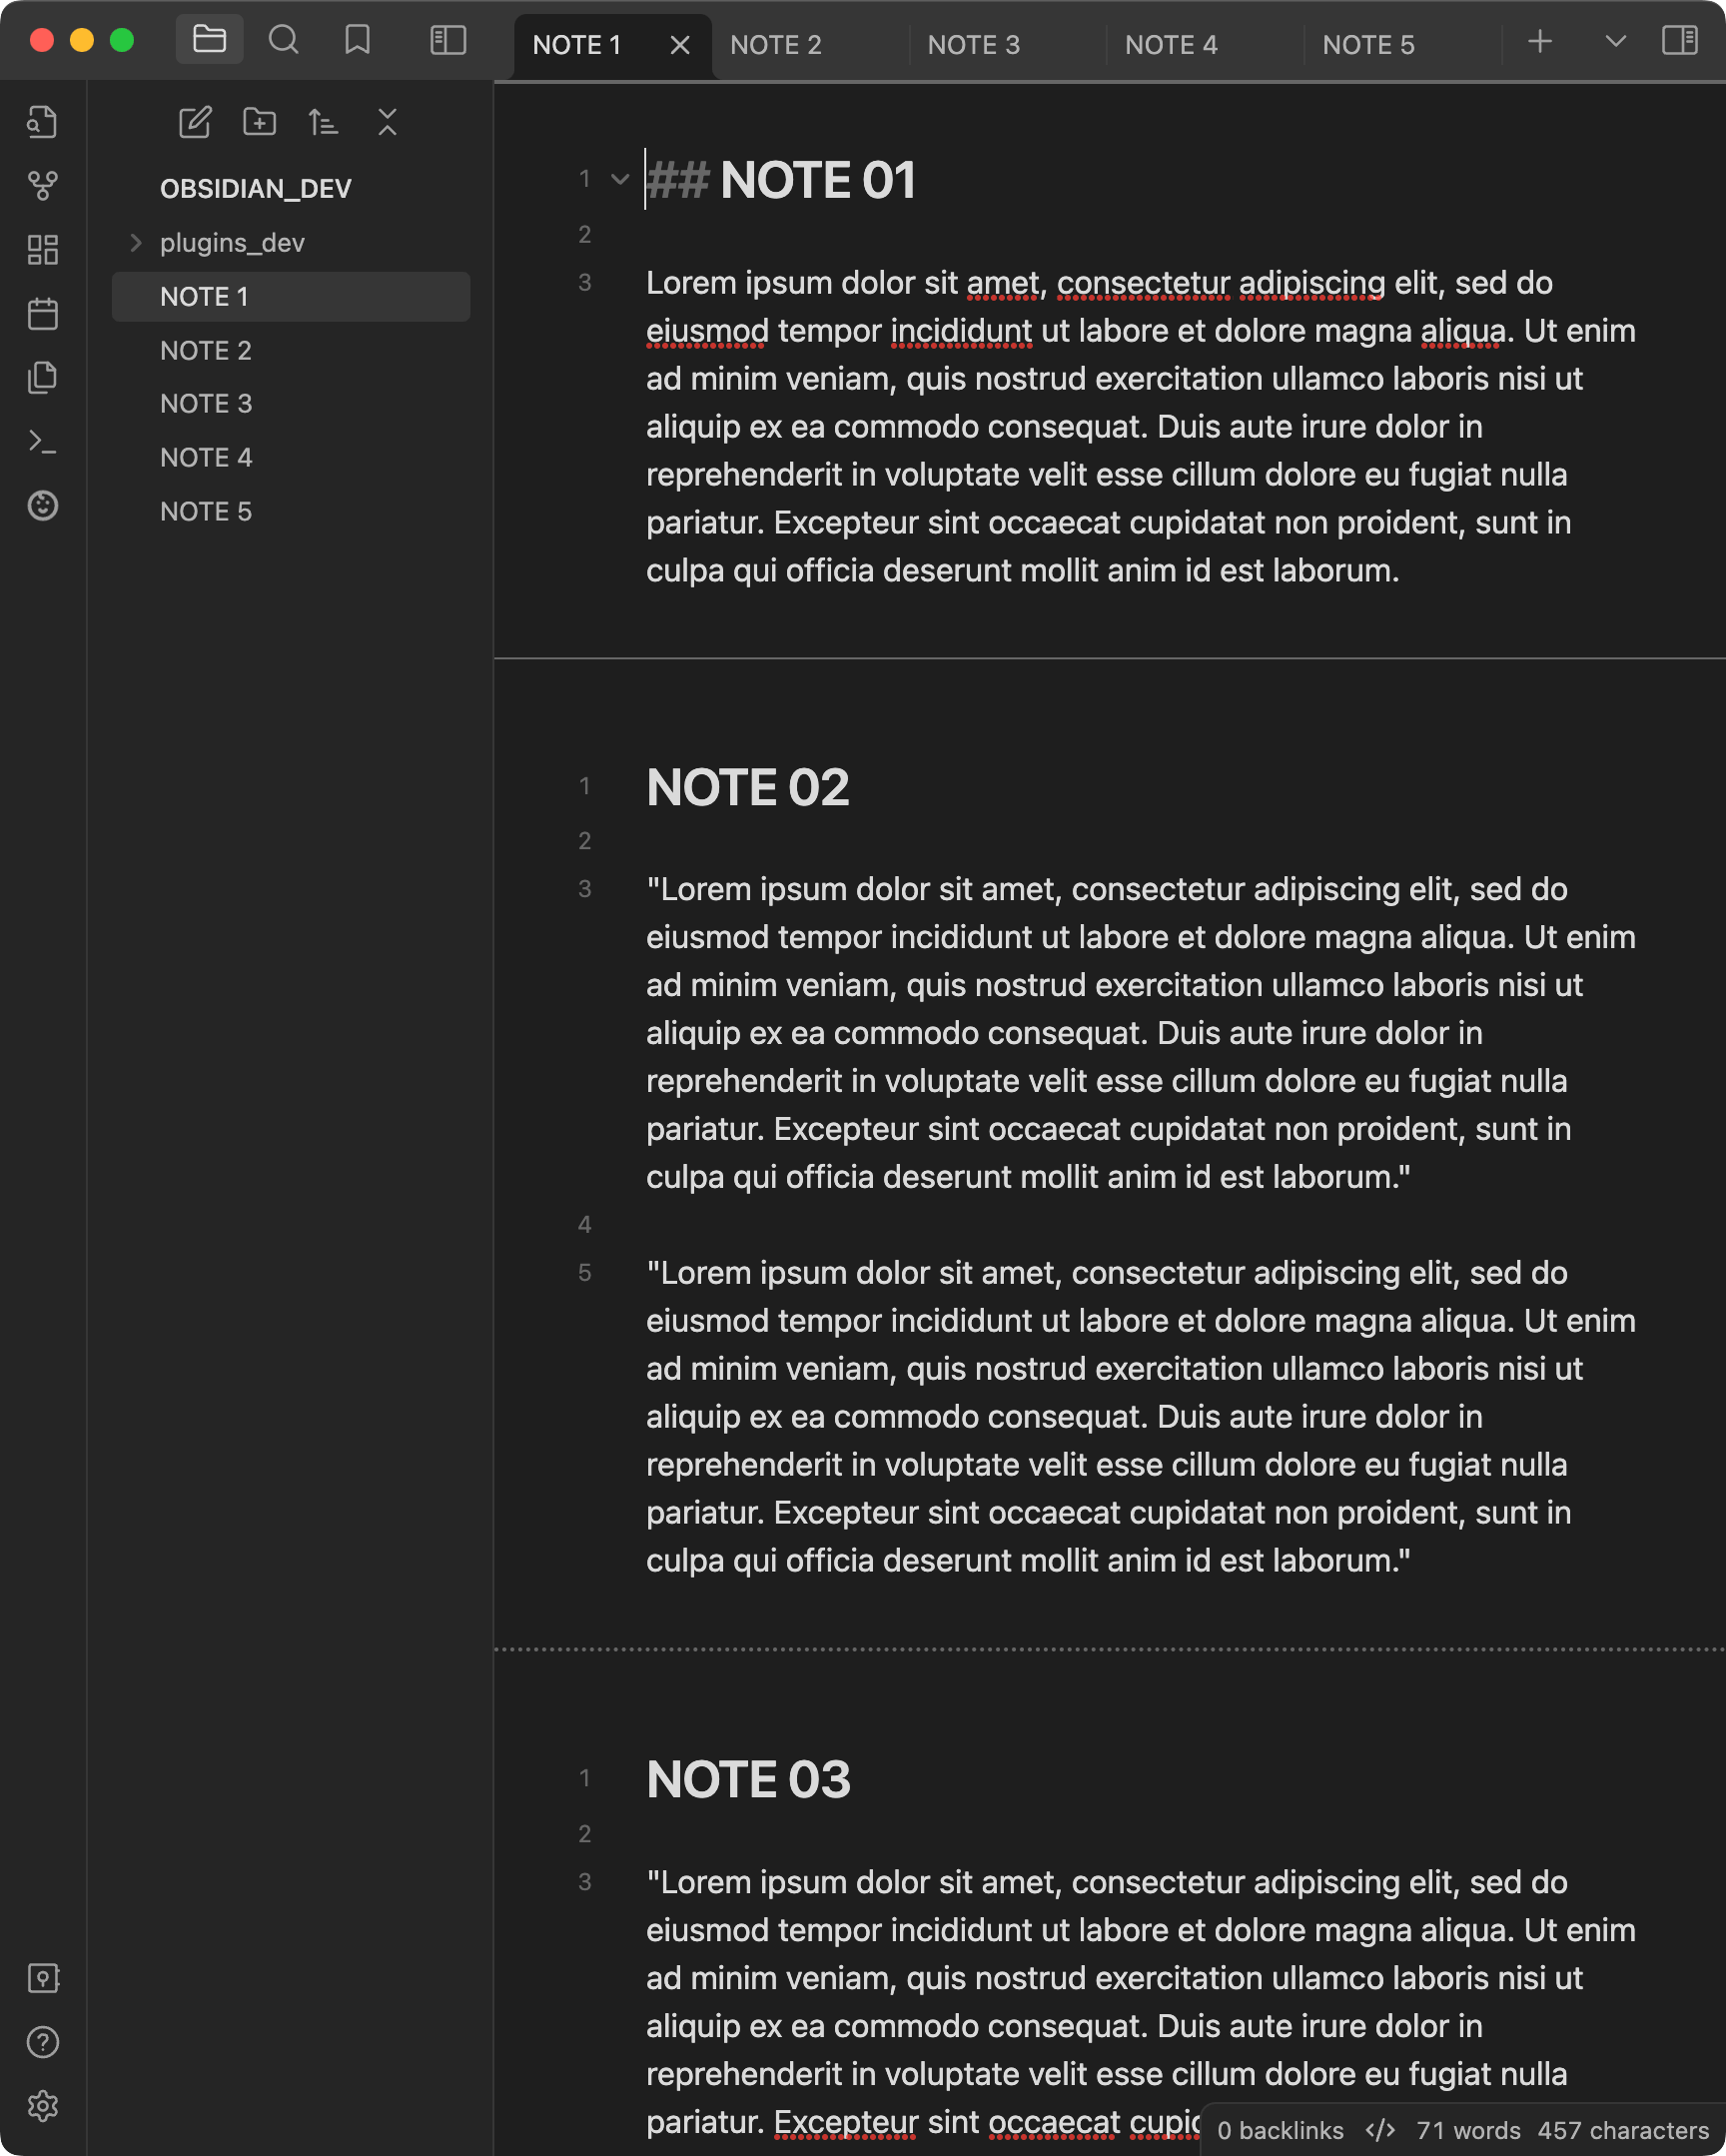 NOTE 1
NOTE 2
NOTE 3
NOTE 4
NOTE 5
OBSIDIAN_DEV
plugins_dev
NOTE 1
NOTE 2
NOTE 3
NOTE 4
NOTE 5
1 ## NOTE 01
2
3 Lorem ipsum dolor sit amet, consectetur adipiscing elit, sed do
eiusmod tempor incididunt ut labore et dolore magna aliqua. Ut enim
ad minim veniam, quis nostrud exercitation ullamco laboris nisi ut
aliquip ex ea commodo consequat. Duis aute irure dolor in
reprehenderit in voluptate velit esse cillum dolore eu fugiat nulla
pariatur. Excepteur sint occaecat cupidatat non proident, sunt in
culpa qui officia deserunt mollit anim id est laborum.
1 NOTE 02
2
3 "Lorem ipsum dolor sit amet, consectetur adipiscing elit, sed do
eiusmod tempor incididunt ut labore et dolore magna aliqua. Ut enim
ad minim veniam, quis nostrud exercitation ullamco laboris nisi ut
aliquip ex ea commodo consequat. Duis aute irure dolor in
reprehenderit in voluptate velit esse cillum dolore eu fugiat nulla
pariatur. Excepteur sint occaecat cupidatat non proident, sunt in
culpa qui officia deserunt mollit anim id est laborum."
4
5 "Lorem ipsum dolor sit amet, consectetur adipiscing elit, sed do
eiusmod tempor incididunt ut labore et dolore magna aliqua. Ut enim
ad minim veniam, quis nostrud exercitation ullamco laboris nisi ut
aliquip ex ea commodo consequat. Duis aute irure dolor in
reprehenderit in voluptate velit esse cillum dolore eu fugiat nulla
pariatur. Excepteur sint occaecat cupidatat non proident, sunt in
culpa qui officia deserunt mollit anim id est laborum."
1 NOTE 03
2
3 "Lorem ipsum dolor sit amet, consectetur adipiscing elit, sed do
eiusmod tempor incididunt ut labore et dolore magna aliqua. Ut enim
ad minim veniam, quis nostrud exercitation ullamco laboris nisi ut
aliquip ex ea commodo consequat. Duis aute irure dolor in
reprehenderit in voluptate velit esse cillum dolore eu fugiat nulla
pariatur. Excepteur sint occaecat
0 backlinks </> 71 words 457 characters